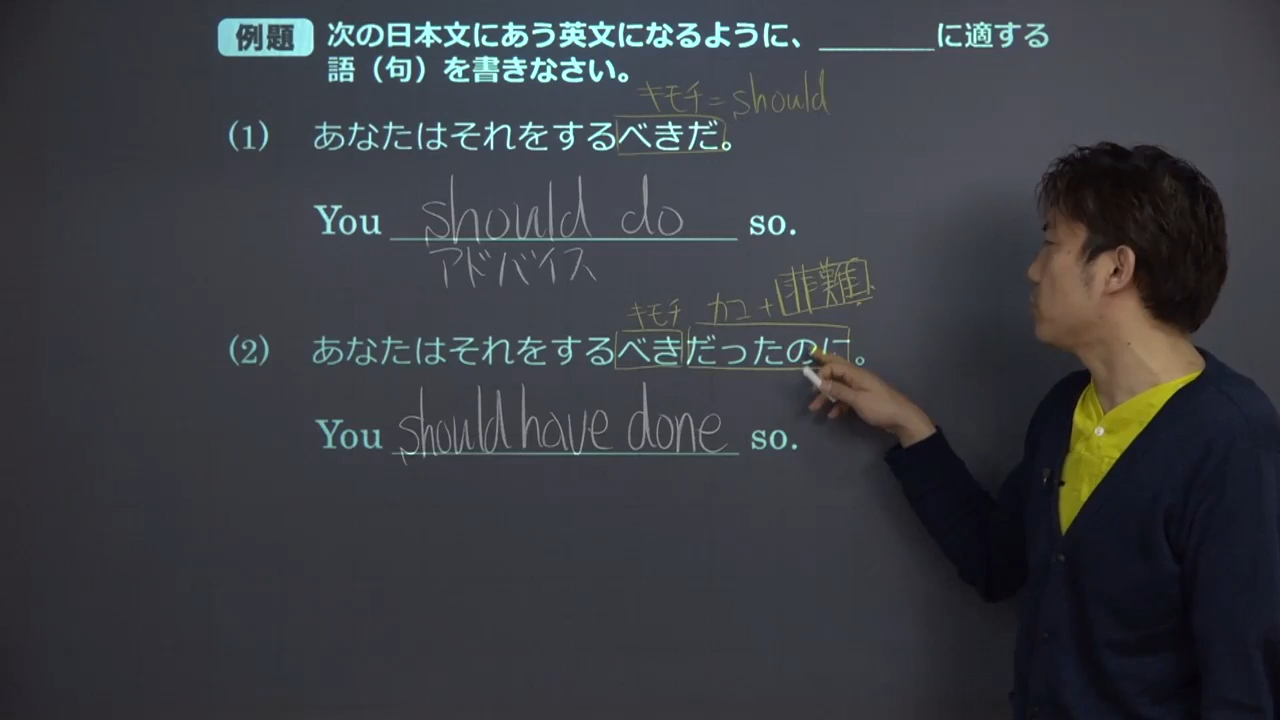 例題 次の日本文にあう英文になるように、________に適する
語（句）を書きなさい。
キモチ = should
(1) あなたはそれをするべきだ。
You should do so.
アドバイス
キモチ カコ + 非難
(2) あなたはそれをするべきだったのに。
You should have done so.